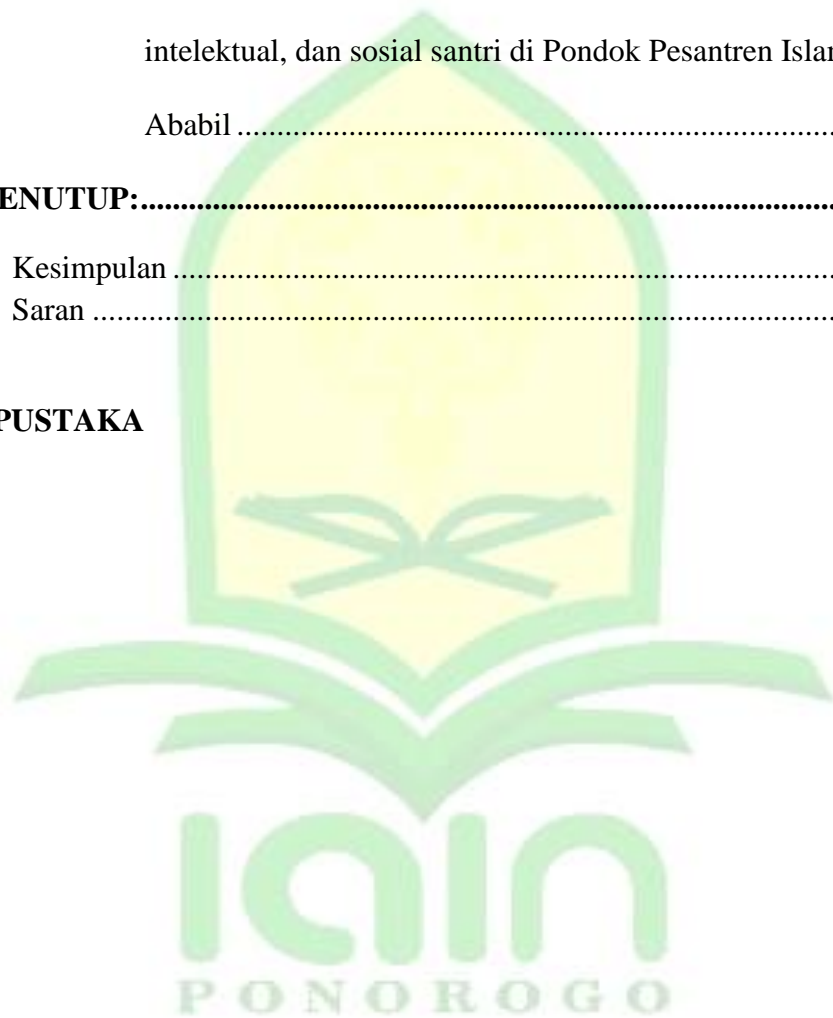 intelektual, dan sosial santri di Pondok Pesantren Islam
Ababil ................................................................................
ENUTUP:................................................................................
Kesimpulan ................................................................................
Saran ................................................................................
PUSTAKA
iain
PONOROGO